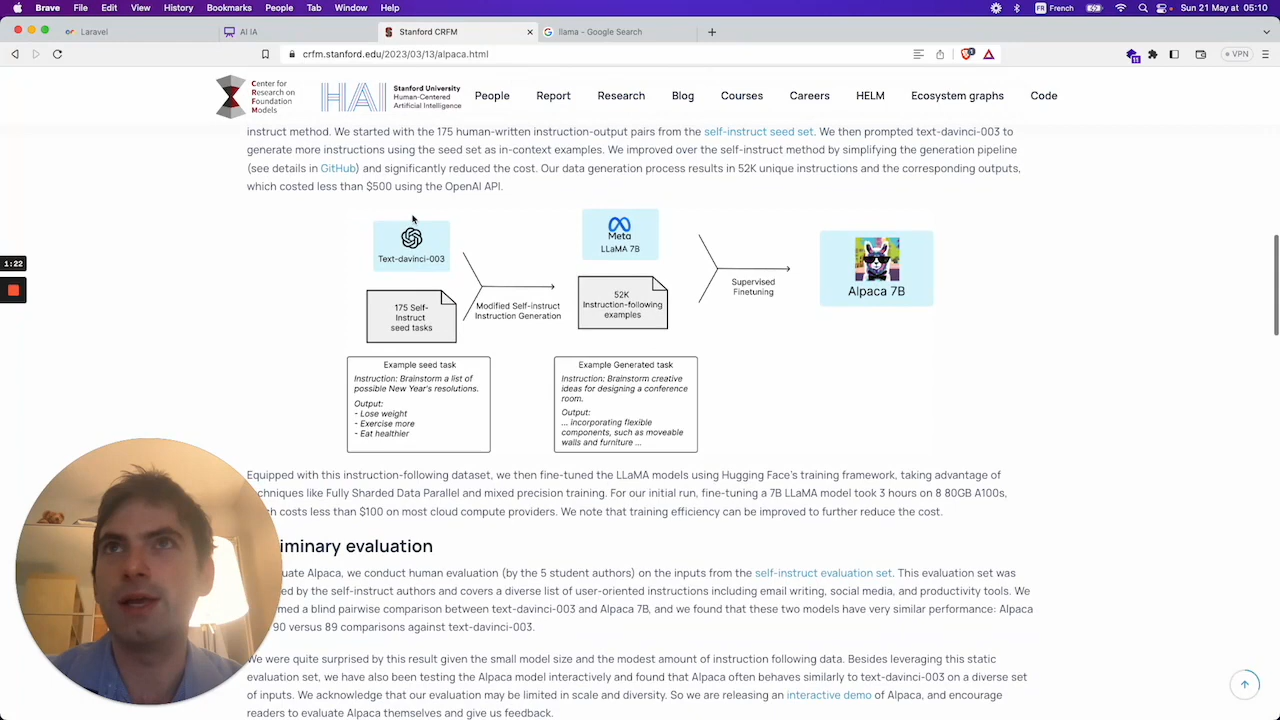 Brave File Edit View History Bookmarks People Tab Window Help French Sun 21 May at 05:10
Laravel AI IA Stanford CRFM llama - Google Search
crfm.stanford.edu/2023/03/13/alpaca.html VPN
11
Center for
Research on
Foundation
Models
HAI
Stanford University
Human-Centered
Artificial Intelligence
People Report Research Blog Courses Careers HELM Ecosystem graphs Code
instruct method. We started with the 175 human-written instruction-output pairs from the self-instruct seed set. We then prompted text-davinci-003 to
generate more instructions using the seed set as in-context examples. We improved over the self-instruct method by simplifying the generation pipeline
(see details in GitHub) and significantly reduced the cost. Our data generation process results in 52K unique instructions and the corresponding outputs,
which costed less than $500 using the OpenAI API.
Text-davinci-003
175 Self-
Instruct
seed tasks
Modified Self-instruct
Instruction Generation
Meta
LLaMA 7B
52K
Instruction-following
examples
Supervised
Finetuning
Alpaca 7B
1:22
Example seed task
Instruction: Brainstorm a list of
possible New Year's resolutions.
Output:
- Lose weight
- Exercise more
- Eat healthier
Example Generated task
Instruction: Brainstorm creative
ideas for designing a conference
room.
Output:
... incorporating flexible
components, such as moveable
walls and furniture ...
Equipped with this instruction-following dataset, we then fine-tuned the LLaMA models using Hugging Face's training framework, taking advantage of
techniques like Fully Sharded Data Parallel and mixed precision training. For our initial run, fine-tuning a 7B LLaMA model took 3 hours on 8 80GB A100s,
costs less than $100 on most cloud compute providers. We note that training efficiency can be improved to further reduce the cost.
iminary evaluation
uate Alpaca, we conduct human evaluation (by the 5 student authors) on the inputs from the self-instruct evaluation set. This evaluation set was
ed by the self-instruct authors and covers a diverse list of user-oriented instructions including email writing, social media, and productivity tools. We
med a blind pairwise comparison between text-davinci-003 and Alpaca 7B, and we found that these two models have very similar performance: Alpaca
90 versus 89 comparisons against text-davinci-003.
We were quite surprised by this result given the small model size and the modest amount of instruction following data. Besides leveraging this static
evaluation set, we have also been testing the Alpaca model interactively and found that Alpaca often behaves similarly to text-davinci-003 on a diverse set
of inputs. We acknowledge that our evaluation may be limited in scale and diversity. So we are releasing an interactive demo of Alpaca, and encourage
readers to evaluate Alpaca themselves and give us feedback.